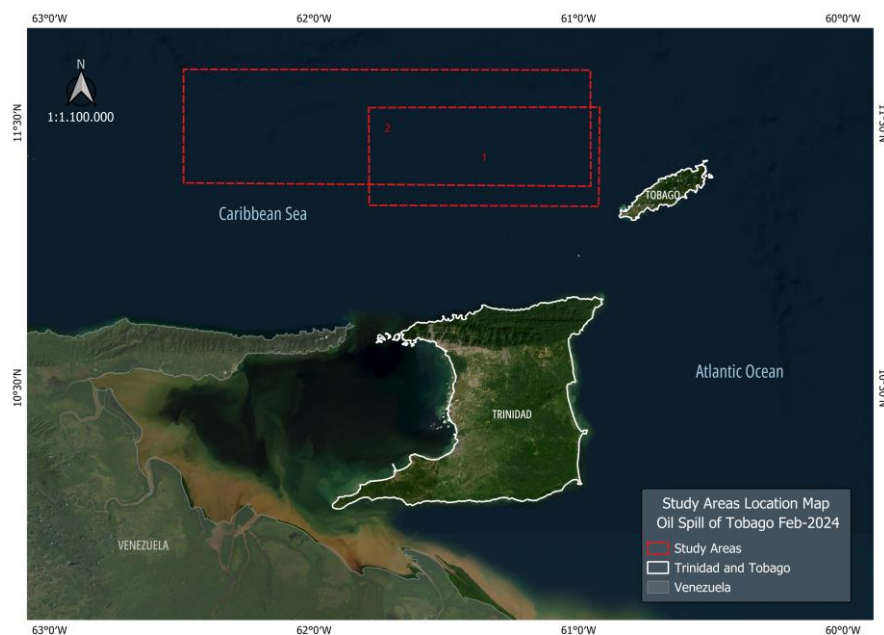 63°0'W 62°0'W 61°0'W 60°0'W
N
1:1.100.000
11°30'N
11°30'N
2
1
TOBAGO
Caribbean Sea
10°30'N
10°30'N
Atlantic Ocean
TRINIDAD
VENEZUELA
Study Areas Location Map
Oil Spill of Tobago Feb-2024
Study Areas
Trinidad and Tobago
Venezuela
63°0'W 62°0'W 61°0'W 60°0'W